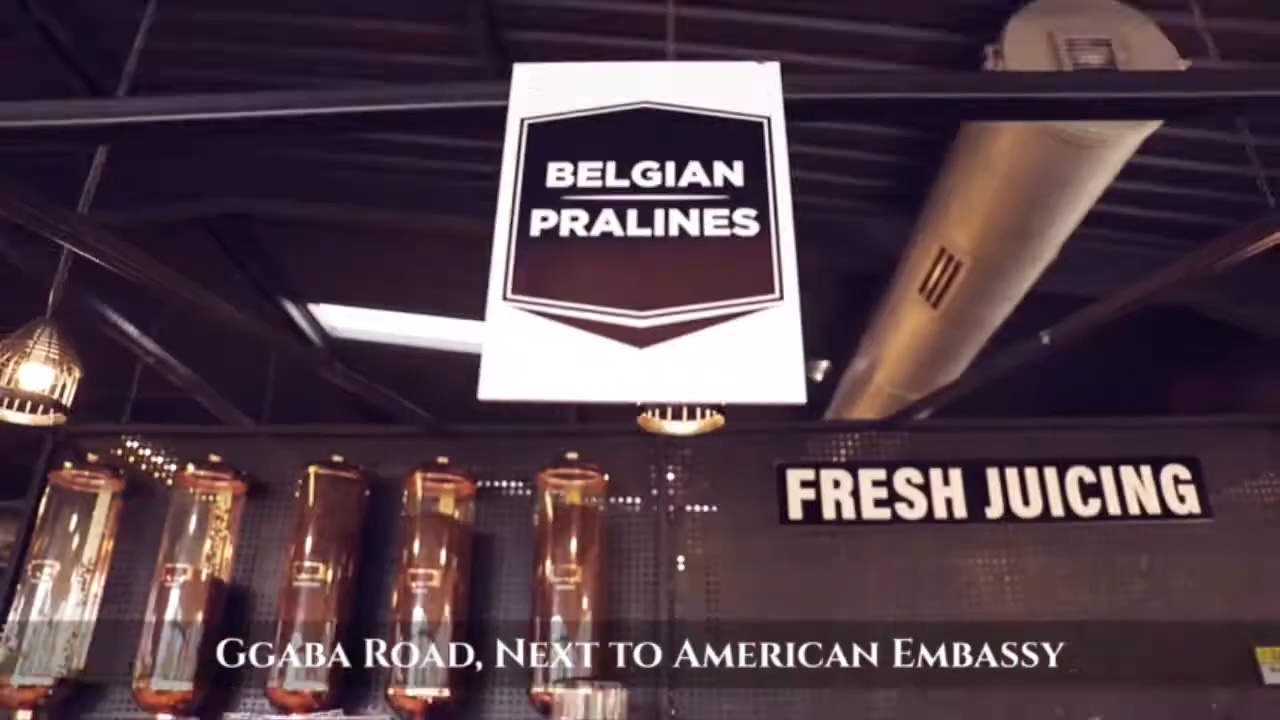 BELGIAN
PRALINES
FRESH JUICING
GGABA ROAD, NEXT TO AMERICAN EMBASSY